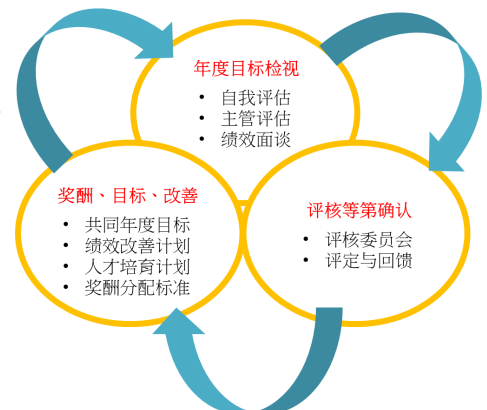 年度目标检视
• 自我评估
• 主管评估
• 绩效面谈
奖酬、目标、改善
• 共同年度目标
• 绩效改善计划
• 人才培育计划
• 奖酬分配标准
评核等第确认
• 评核委员会
• 评定与回馈